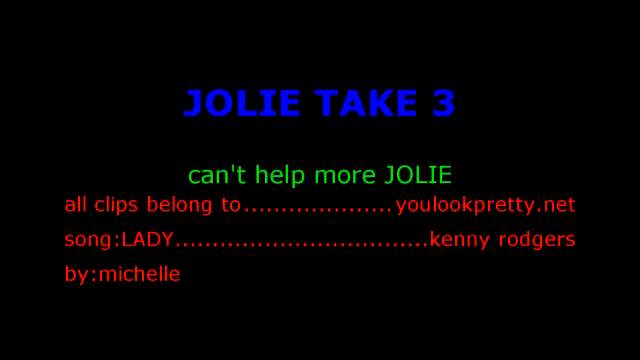 JOLIE TAKE 3
can't help more JOLIE
all clips belong to.....................youlookpretty.net
song:LADY...................................kenny rodgers
by:michelle